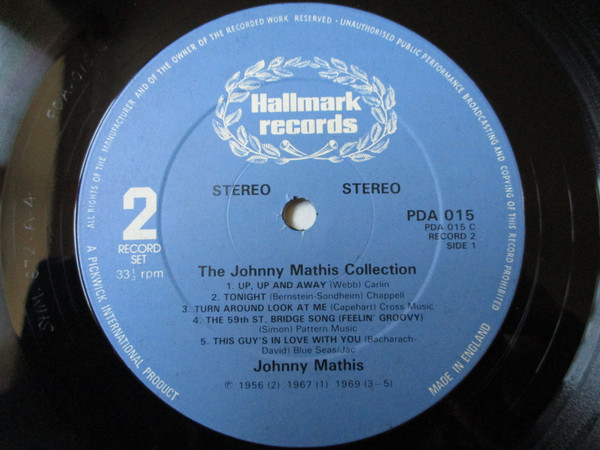 ALL RIGHTS OF THE MANUFACTURER AND OF THE OWNER OF THE RECORDED WORK RESERVED - UNAUTHORISED PUBLIC PERFORMANCE BROADCASTING AND COPYING OF THIS RECORD PROHIBITED
Hallmark
records
STEREO STEREO
2
RECORD
SET
33⅓ rpm
PDA 015
PDA 015 C
RECORD 2
SIDE 1
The Johnny Mathis Collection
1. UP, UP AND AWAY (Webb) Carlin
2. TONIGHT (Bernstein-Sondheim) Chappell
3. TURN AROUND LOOK AT ME (Capehart) Cross Music
4. THE 59th ST. BRIDGE SONG (FEELIN' GROOVY)
(Simon) Pattern Music
5. THIS GUY'S IN LOVE WITH YOU (Bacharach-
David) Blue Seas/Jac
Johnny Mathis
℗ 1956 (2) 1967 (1) 1969 (3-5)
A PICKWICK INTERNATIONAL PRODUCT
MADE IN ENGLAND